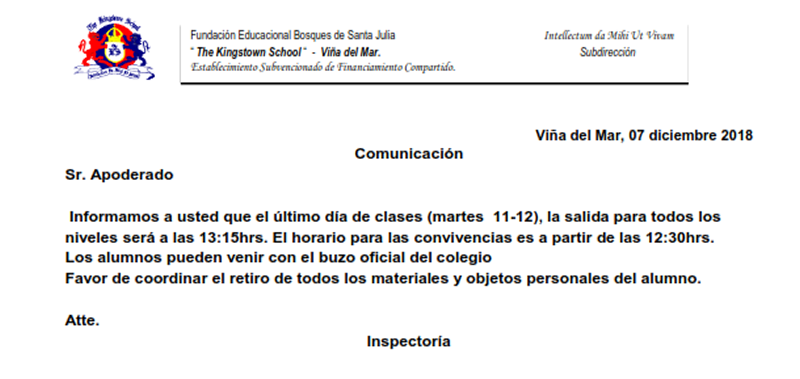 The Kingstown School
Fundación Educacional Bosques de Santa Julia
Intellectum da Mihi Ut Vivam
" The Kingstown School" - Viña del Mar.
Subdirección
Establecimiento Subvencionado de Financiamiento Compartido.
Viña del Mar, 07 diciembre 2018
Comunicación
Sr. Apoderado
Informamos a usted que el último día de clases (martes 11-12), la salida para todos los
niveles será a las 13:15hrs. El horario para las convivencias es a partir de las 12:30hrs.
Los alumnos pueden venir con el buzo oficial del colegio
Favor de coordinar el retiro de todos los materiales y objetos personales del alumno.
Atte.
Inspectoría